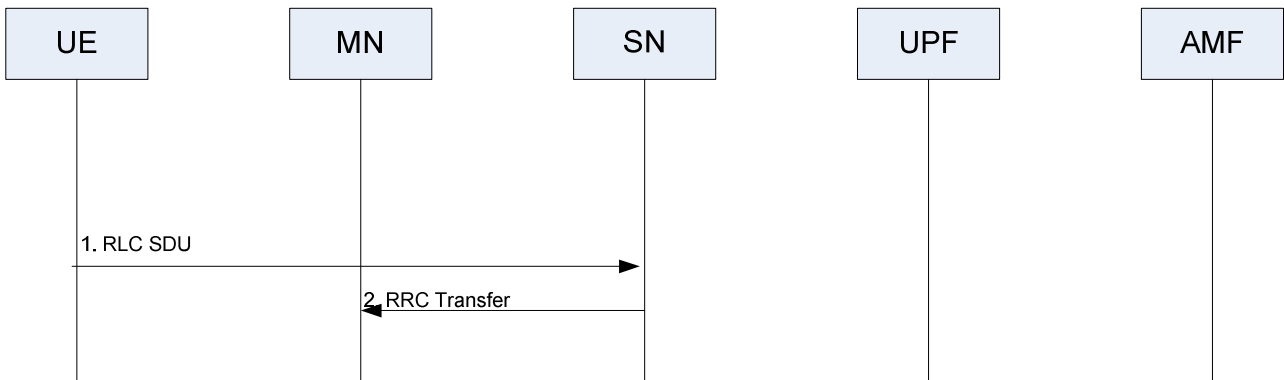 UE
MN
SN
UPF
AMF
1. RLC SDU
2. RRC Transfer